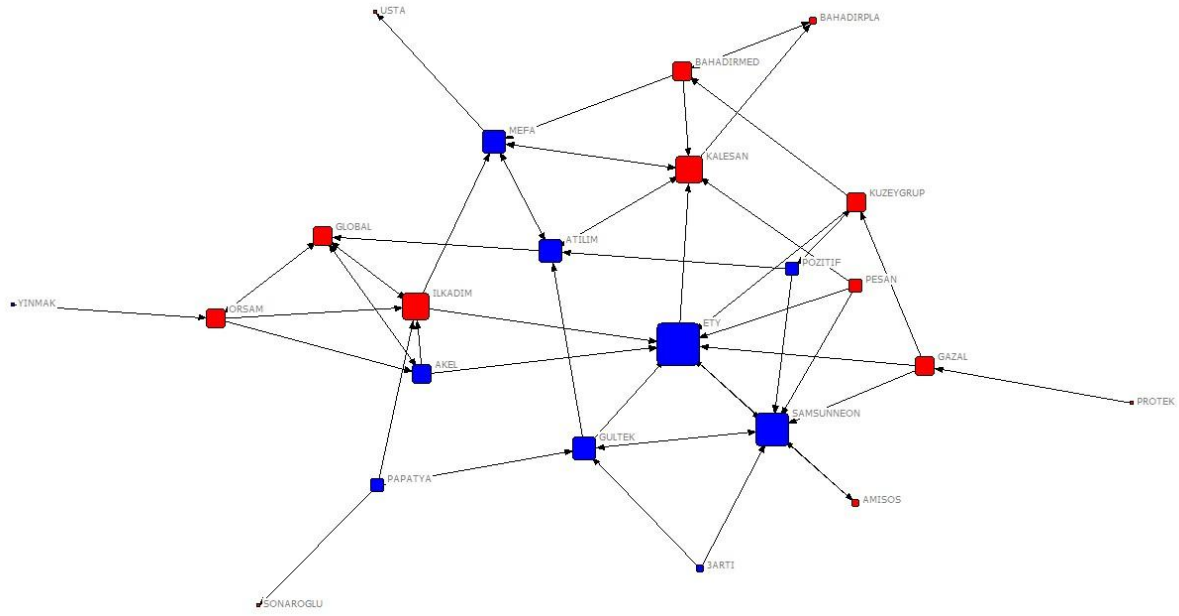 USTA
BAHADIRPLA
BAHADIRMED
MEFA
KALESAN
KUZEYGRUP
GLOBAL
ATILIM
POZITIF
PESAN
ILKADIM
YINMAK
ORSAM
ETY
GAZAL
AKEL
PROTEK
SAMSUNNEON
GULTEK
PAPATYA
AMISOS
3ARTI
SONAROGLU